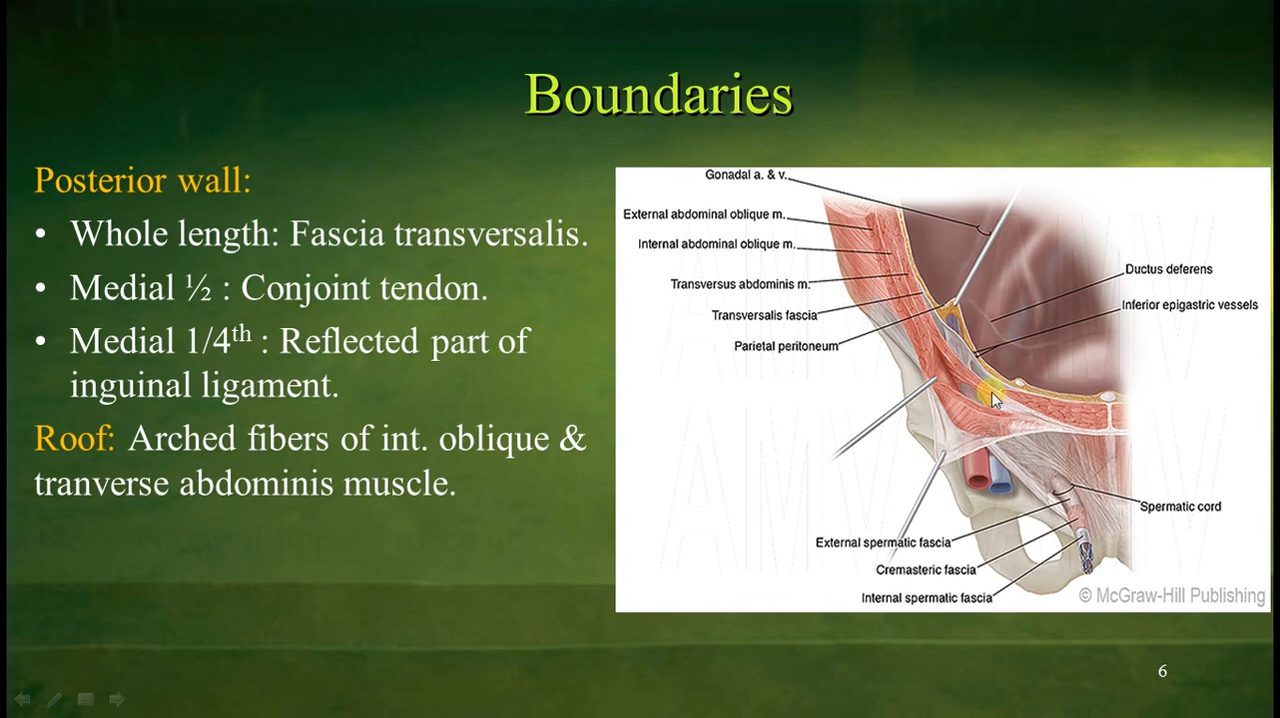 Boundaries
Posterior wall:
• Whole length: Fascia transversalis.
• Medial ½ : Conjoint tendon.
• Medial 1/4th : Reflected part of
inguinal ligament.
Roof: Arched fibers of int. oblique &
tranverse abdominis muscle.
Gonadal a. & v.
External abdominal oblique m.
Internal abdominal oblique m.
Transversus abdominis m.
Transversalis fascia
Parietal peritoneum
Ductus deferens
Inferior epigastric vessels
Spermatic cord
External spermatic fascia
Cremasteric fascia
Internal spermatic fascia
© McGraw-Hill Publishing
6